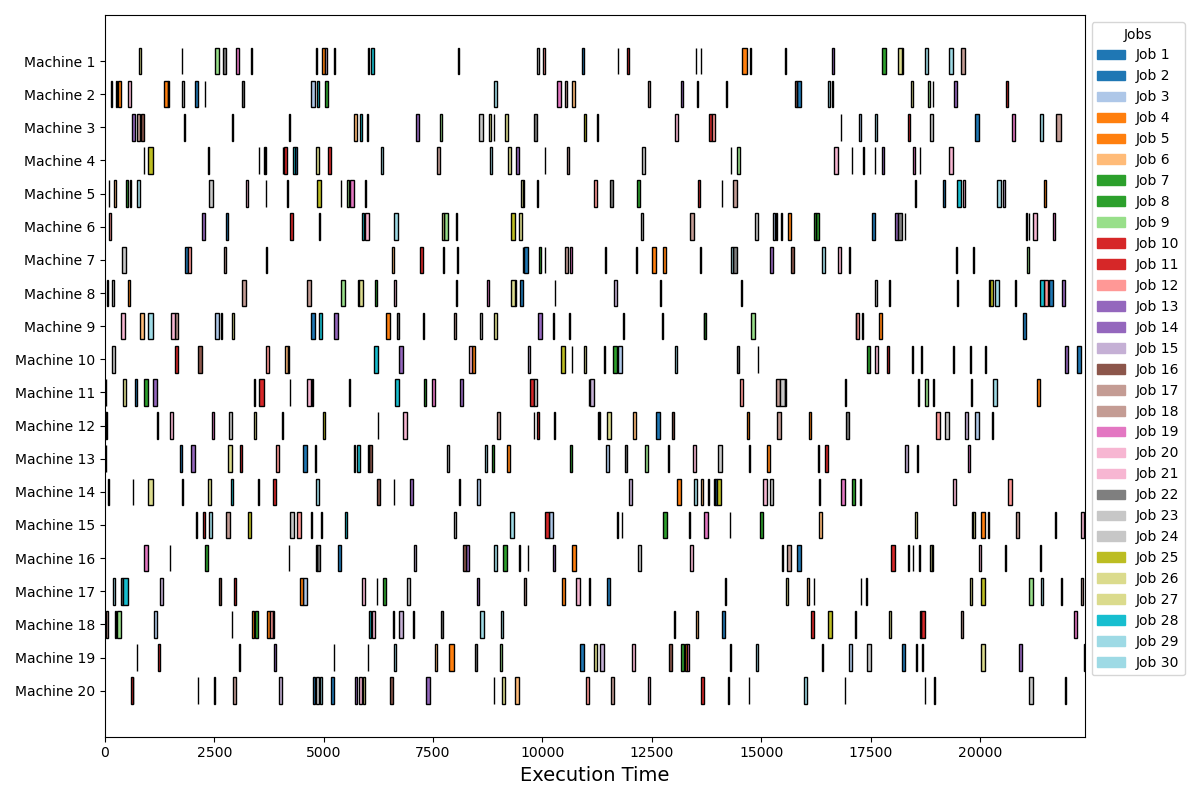 Machine 1
Machine 2
Machine 3
Machine 4
Machine 5
Machine 6
Machine 7
Machine 8
Machine 9
Machine 10
Machine 11
Machine 12
Machine 13
Machine 14
Machine 15
Machine 16
Machine 17
Machine 18
Machine 19
Machine 20
0 2500 5000 7500 10000 12500 15000 17500 20000
Execution Time
Jobs
Job 1
Job 2
Job 3
Job 4
Job 5
Job 6
Job 7
Job 8
Job 9
Job 10
Job 11
Job 12
Job 13
Job 14
Job 15
Job 16
Job 17
Job 18
Job 19
Job 20
Job 21
Job 22
Job 23
Job 24
Job 25
Job 26
Job 27
Job 28
Job 29
Job 30